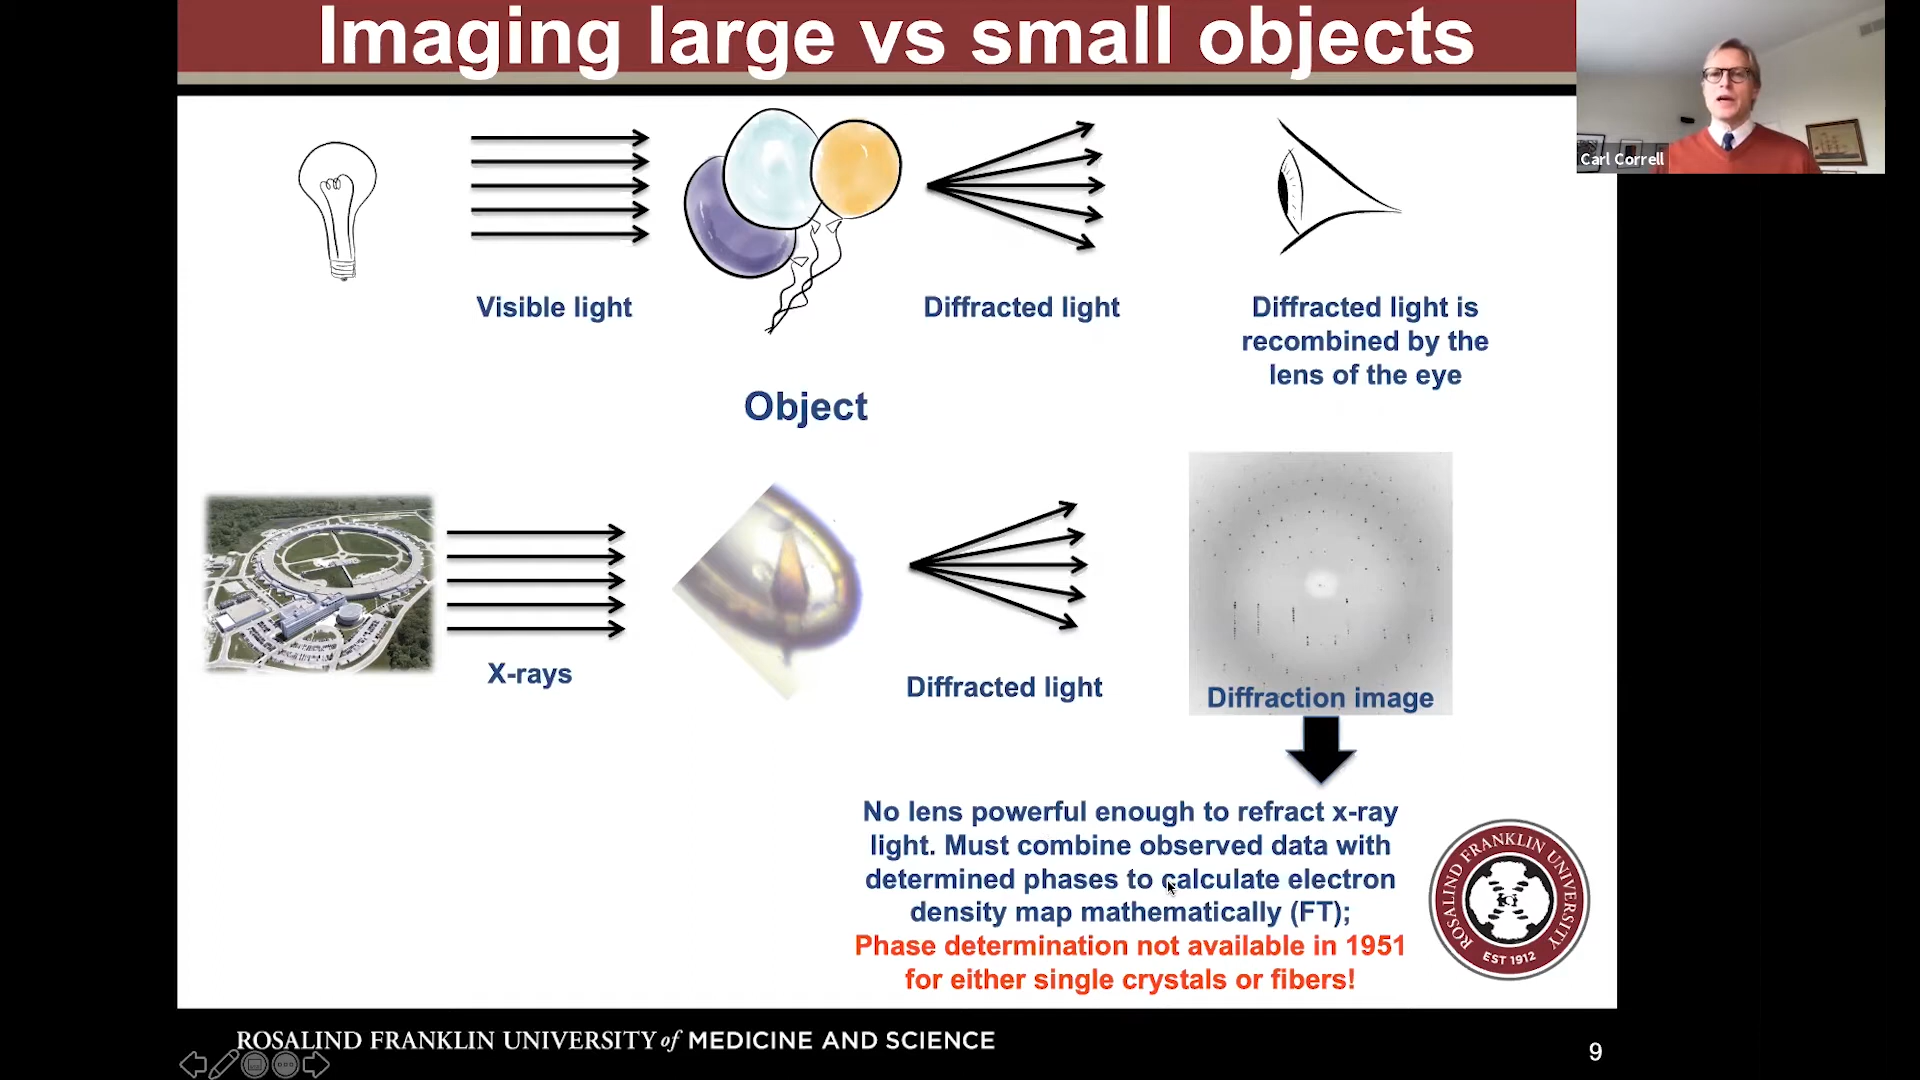 Imaging large vs small objects
Carl Correll
Visible light
Diffracted light
Diffracted light is
recombined by the
lens of the eye
Object
X-rays
Diffracted light
Diffraction image
No lens powerful enough to refract x-ray
light. Must combine observed data with
determined phases to calculate electron
density map mathematically (FT);
Phase determination not available in 1951
for either single crystals or fibers!
ROSALIND FRANKLIN UNIVERSITY
EST 1912
ROSALIND FRANKLIN UNIVERSITY of MEDICINE AND SCIENCE
9